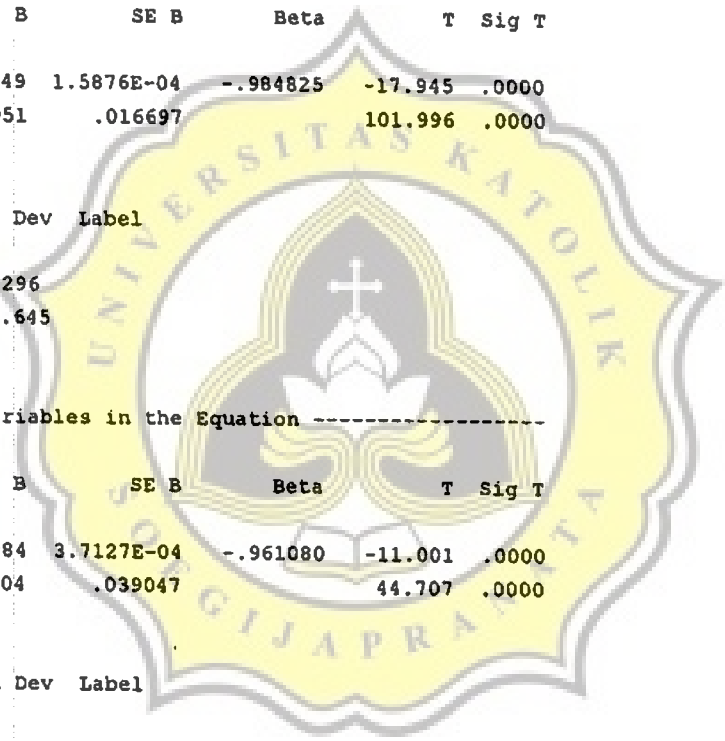 B SE B Beta T Sig T
49 1.5876E-04 -.984825 -17.945 .0000
951 .016697 101.996 .0000
Dev Label
296
.645
riables in the Equation ------------------
B SE B Beta T Sig T
84 3.7127E-04 -.961080 -11.001 .0000
04 .039047 44.707 .0000
Dev Label
UNIVERSITAS KATOLIK
SOEGIJAPRANATA